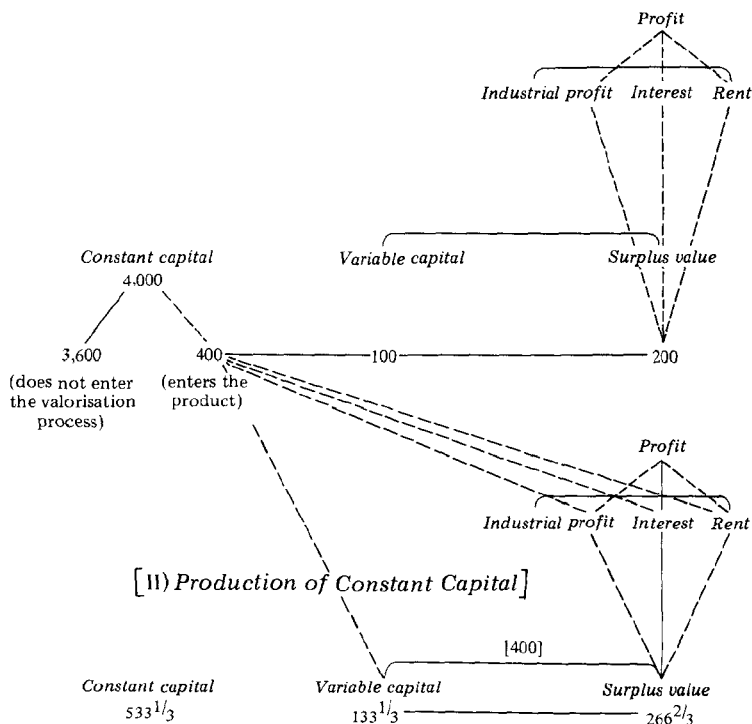 Profit
Industrial profit Interest Rent
Constant capital Variable capital Surplus value
4,000
3,600 400 100 200
(does not enter (enters the
the valorisation product)
process)
Profit
Industrial profit Interest Rent
[II) Production of Constant Capital]
[400]
Constant capital Variable capital Surplus value
533 1/3 133 1/3 266 2/3